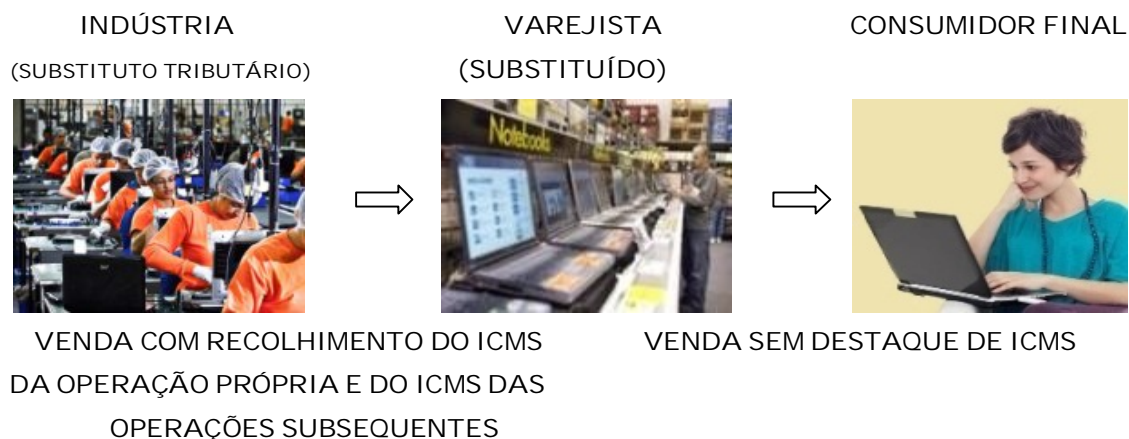 INDÚSTRIA
VAREJISTA
CONSUMIDOR FINAL
(SUBSTITUTO TRIBUTÁRIO)
(SUBSTITUÍDO)
Notebooks
VENDA COM RECOLHIMENTO DO ICMS
DA OPERAÇÃO PRÓPRIA E DO ICMS DAS
OPERAÇÕES SUBSEQUENTES
VENDA SEM DESTAQUE DE ICMS